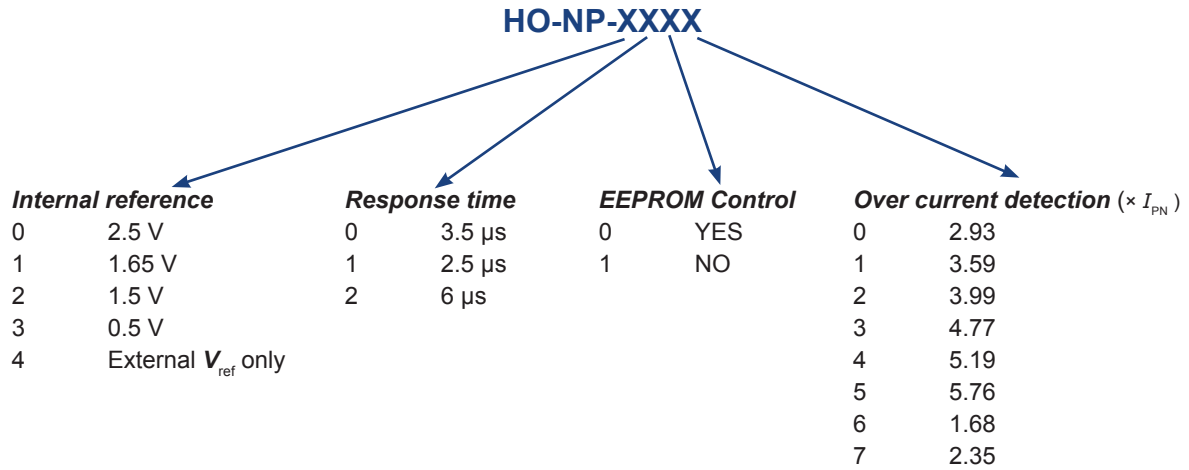 HO-NP-XXXX
Internal reference
0 2.5 V
1 1.65 V
2 1.5 V
3 0.5 V
4 External Vref only
Response time
0 3.5 µs
1 2.5 µs
2 6 µs
EEPROM Control
0 YES
1 NO
Over current detection (× IPN )
0 2.93
1 3.59
2 3.99
3 4.77
4 5.19
5 5.76
6 1.68
7 2.35